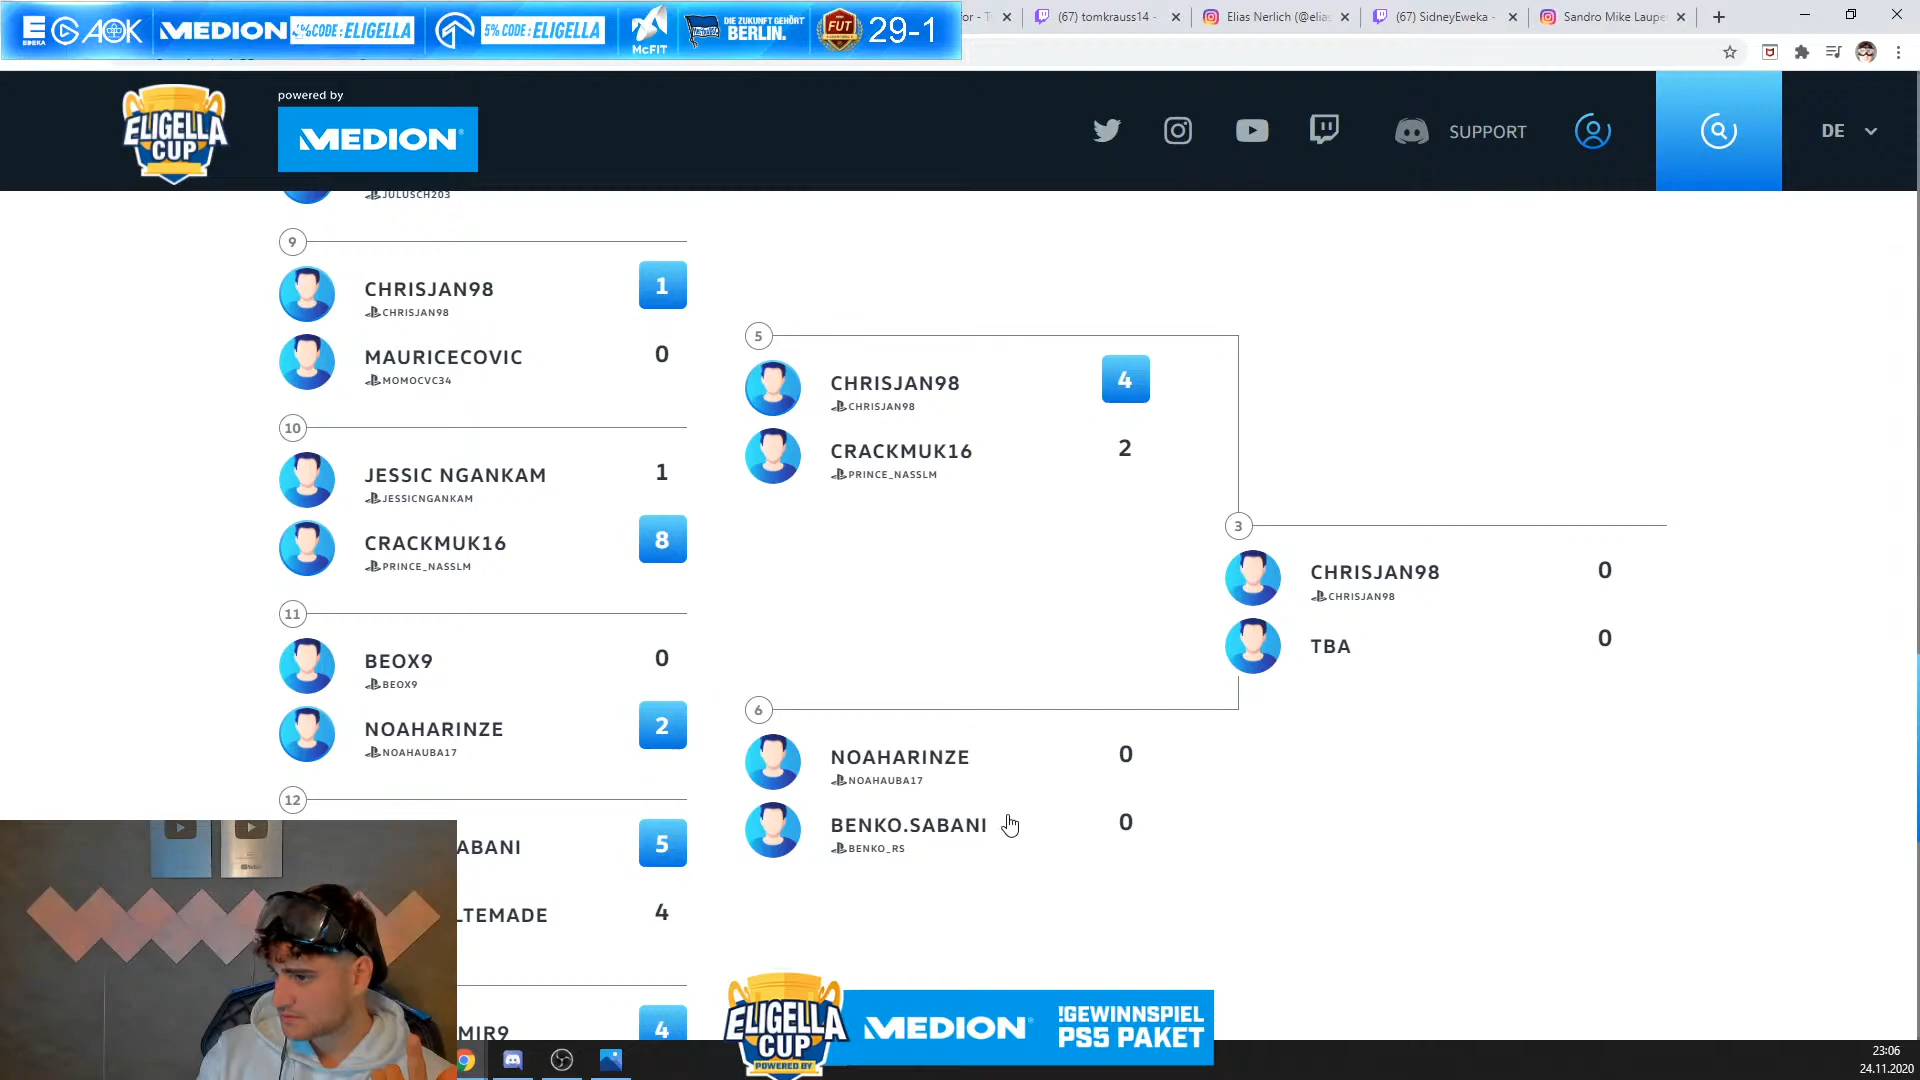 EEUREKA G AOK MEDION 4%CODE:ELIGELLA 5% CODE:ELIGELLA McFIT DIE ZUKUNFT GEHÖRT BERLIN. FUT 29-1
for - T
(67) tomkrauss14 -
Elias Nerlich (@elias
(67) SidneyEweka -
Sandro Mike Laupe
ELIGELLA CUP
powered by
MEDION
SUPPORT
DE
JULUSCH203
9
CHRISJAN98 1
CHRISJAN98
MAURICECOVIC 0
MOMOCVC34
10
JESSIC NGANKAM 1
JESSICNGANKAM
CRACKMUK16 8
PRINCE_NASSLM
11
BEOX9 0
BEOX9
NOAHARINZE 2
NOAHAUBA17
12
ABANI 5
LTEMADE 4
MIR9 4
5
CHRISJAN98 4
CHRISJAN98
CRACKMUK16 2
PRINCE_NASSLM
6
NOAHARINZE 0
NOAHAUBA17
BENKO.SABANI 0
BENKO_RS
3
CHRISJAN98 0
CHRISJAN98
TBA 0
ELIGELLA CUP
POWERED BY
MEDION
!GEWINNSPIEL
PS5 PAKET
23:06
24.11.2020